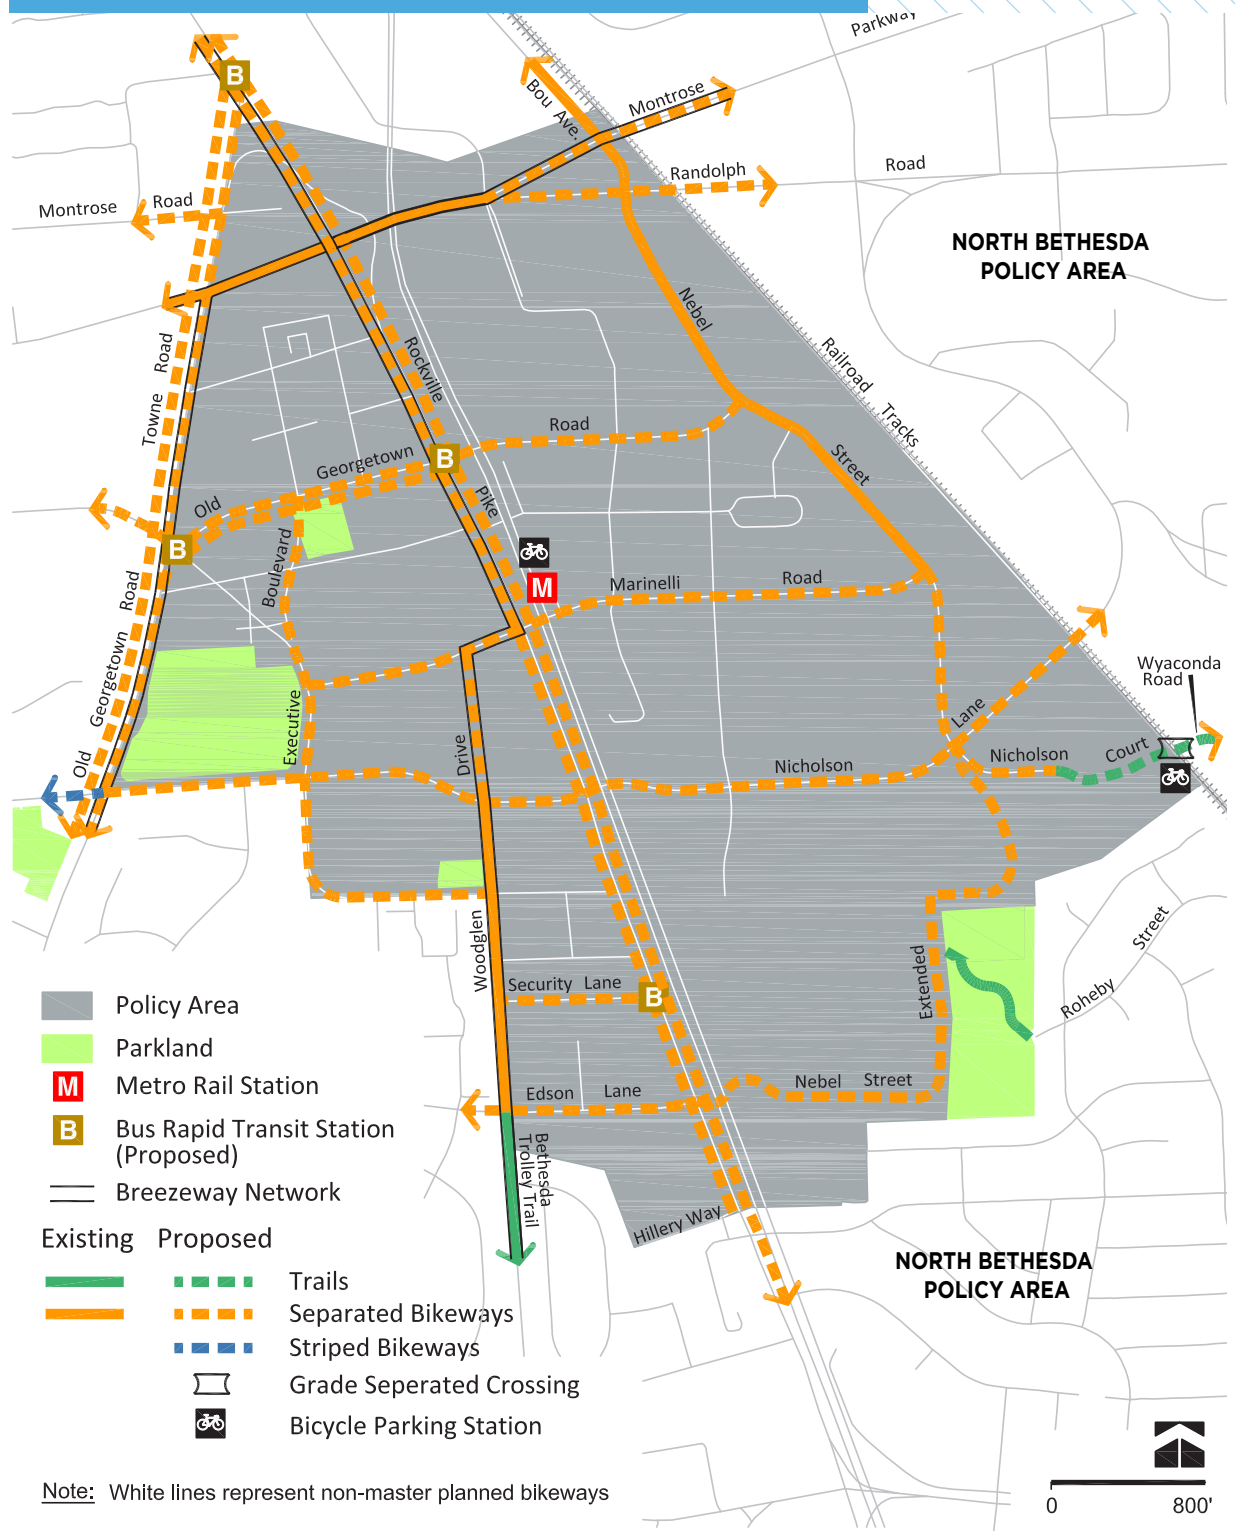 Parkway
B
Bou Ave.
Montrose
Randolph
Road
Montrose
Road
NORTH BETHESDA
POLICY AREA
Nebel
Railroad
Tracks
Towne
Road
Rockville
Road
Georgetown
B
Old
Pike
Street
B
Boulevard
M
Marinelli
Road
Road
Georgetown
Old
Executive
Drive
Lane
Wyaconda
Road
Nicholson
Court
Nicholson
Woodglen
Security Lane
B
Extended
Street
Roheby
Edson Lane
Nebel Street
Bethesda
Trolley Trail
Hillery Way
NORTH BETHESDA
POLICY AREA
Policy Area
Parkland
M Metro Rail Station
B Bus Rapid Transit Station
(Proposed)
Breezeway Network
Existing Proposed
Trails
Separated Bikeways
Striped Bikeways
Grade Seperated Crossing
Bicycle Parking Station
Note: White lines represent non-master planned bikeways
0 800'